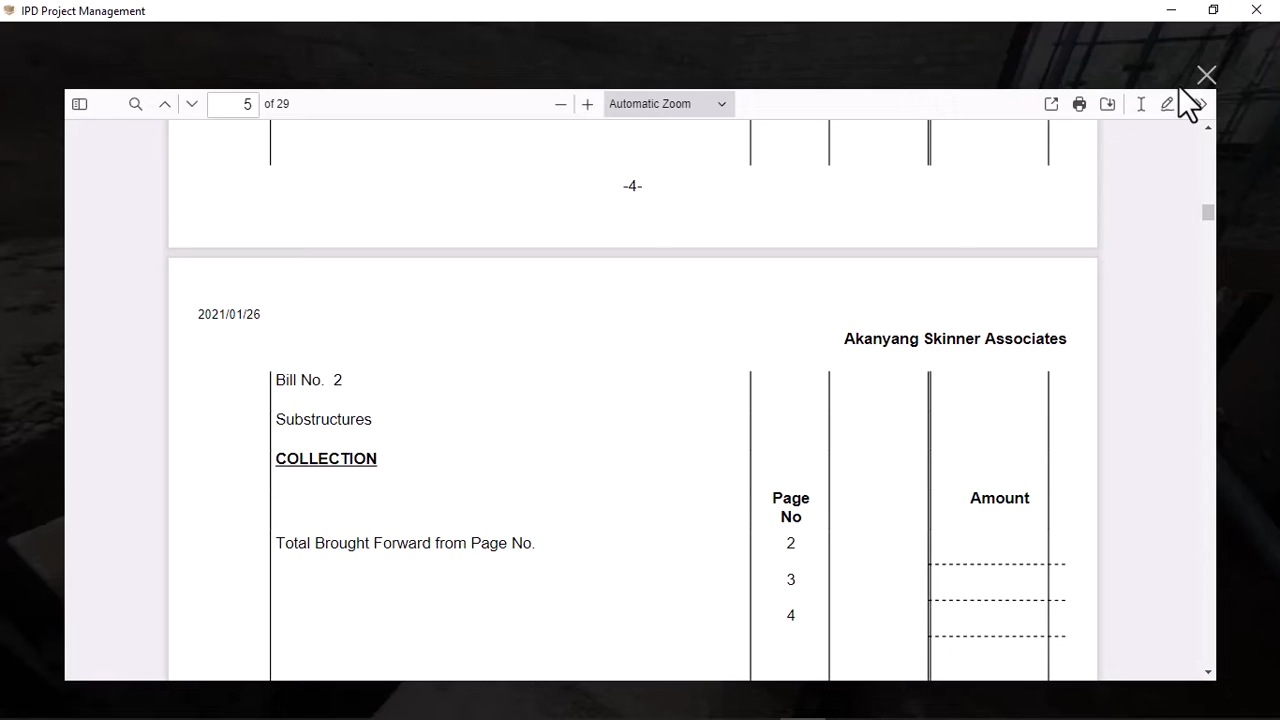 IPD Project Management
5 of 29
Automatic Zoom
-4-
2021/01/26
Akanyang Skinner Associates
Bill No. 2
Substructures
COLLECTION
Page No
Amount
Total Brought Forward from Page No. 2
3
4